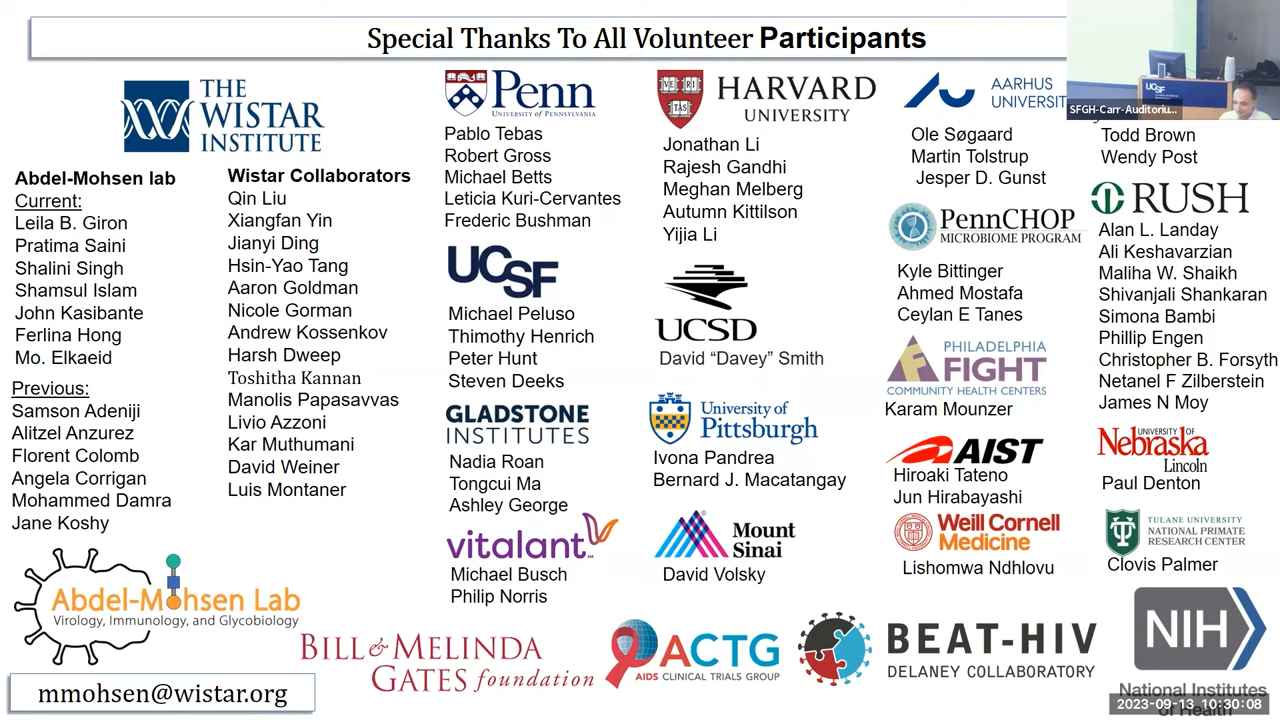 Special Thanks To All Volunteer Participants
THE
WISTAR
INSTITUTE
Abdel-Mohsen lab
Current:
Leila B. Giron
Pratima Saini
Shalini Singh
Shamsul Islam
John Kasibante
Ferlina Hong
Mo. Elkaeid
Previous:
Samson Adeniji
Alitzel Anzurez
Florent Colomb
Angela Corrigan
Mohammed Damra
Jane Koshy
Abdel-Mohsen Lab
Virology, Immunology, and Glycobiology
mmohsen@wistar.org
Wistar Collaborators
Qin Liu
Xiangfan Yin
Jianyi Ding
Hsin-Yao Tang
Aaron Goldman
Nicole Gorman
Andrew Kossenkov
Harsh Dweep
Toshitha Kannan
Manolis Papasavvas
Livio Azzoni
Kar Muthumani
David Weiner
Luis Montaner
Penn
UNIVERSITY of PENNSYLVANIA
Pablo Tebas
Robert Gross
Michael Betts
Leticia Kuri-Cervantes
Frederic Bushman
UCSF
Michael Peluso
Thimothy Henrich
Peter Hunt
Steven Deeks
GLADSTONE
INSTITUTES
Nadia Roan
Tongcui Ma
Ashley George
vitalant
Michael Busch
Philip Norris
VE RI
TAS
HARVARD
UNIVERSITY
Jonathan Li
Rajesh Gandhi
Meghan Melberg
Autumn Kittilson
Yijia Li
UCSD
David “Davey” Smith
University of
Pittsburgh
Ivona Pandrea
Bernard J. Macatangay
Mount
Sinai
David Volsky
AARHUS
UNIVERSIT
Ole Søgaard
Martin Tolstrup
Jesper D. Gunst
PennCHOP
MICROBIOME PROGRAM
Kyle Bittinger
Ahmed Mostafa
Ceylan E Tanes
PHILADELPHIA
FIGHT
COMMUNITY HEALTH CENTERS
Karam Mounzer
AIST
Hiroaki Tateno
Jun Hirabayashi
Weill Cornell
Medicine
Lishomwa Ndhlovu
UCSF
SFGH-Carr-Auditoriu...
Todd Brown
Wendy Post
RUSH
Alan L. Landay
Ali Keshavarzian
Maliha W. Shaikh
Shivanjali Shankaran
Simona Bambi
Phillip Engen
Christopher B. Forsyth
Netanel F Zilberstein
James N Moy
UNIVERSITY OF
Nebraska
Lincoln
Paul Denton
TULANE UNIVERSITY
NATIONAL PRIMATE
RESEARCH CENTER
Clovis Palmer
BILL & MELINDA
GATES foundation
ACTG
AIDS CLINICAL TRIALS GROUP
BEAT-HIV
DELANEY COLLABORATORY
NIH
National Institutes
of Health
2023-09-13 10:30:08